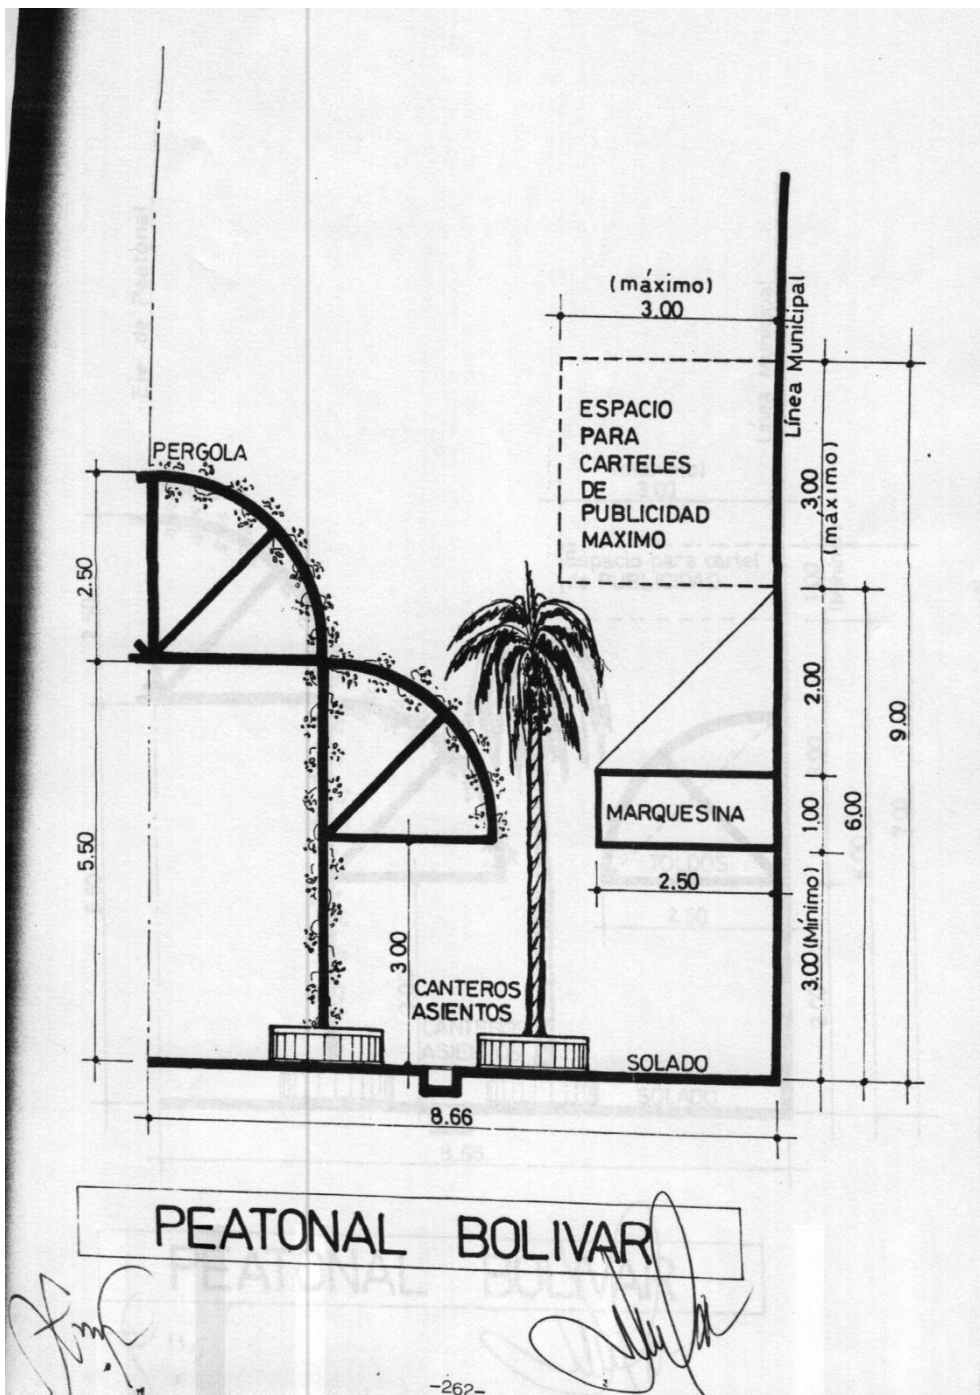 (máximo)
3.00
Línea Municipal
ESPACIO
PARA
CARTELES
DE
PUBLICIDAD
MAXIMO
3.00
(máximo)
PERGOLA
2.50
2.00
9.00
MARQUESINA
1.00
6.00
5.50
2.50
3.00 (Mínimo)
3.00
CANTEROS
ASIENTOS
SOLADO
8.66
PEATONAL BOLIVAR
-262-